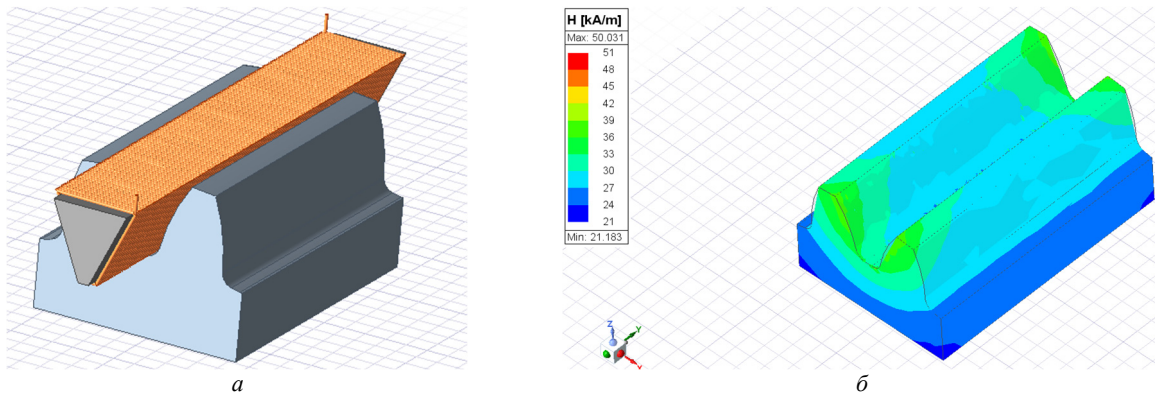 H [kA/m]
Max: 50.031
51
48
45
42
39
36
33
30
27
24
21
Min: 21.183
Z
Y
X
а
б